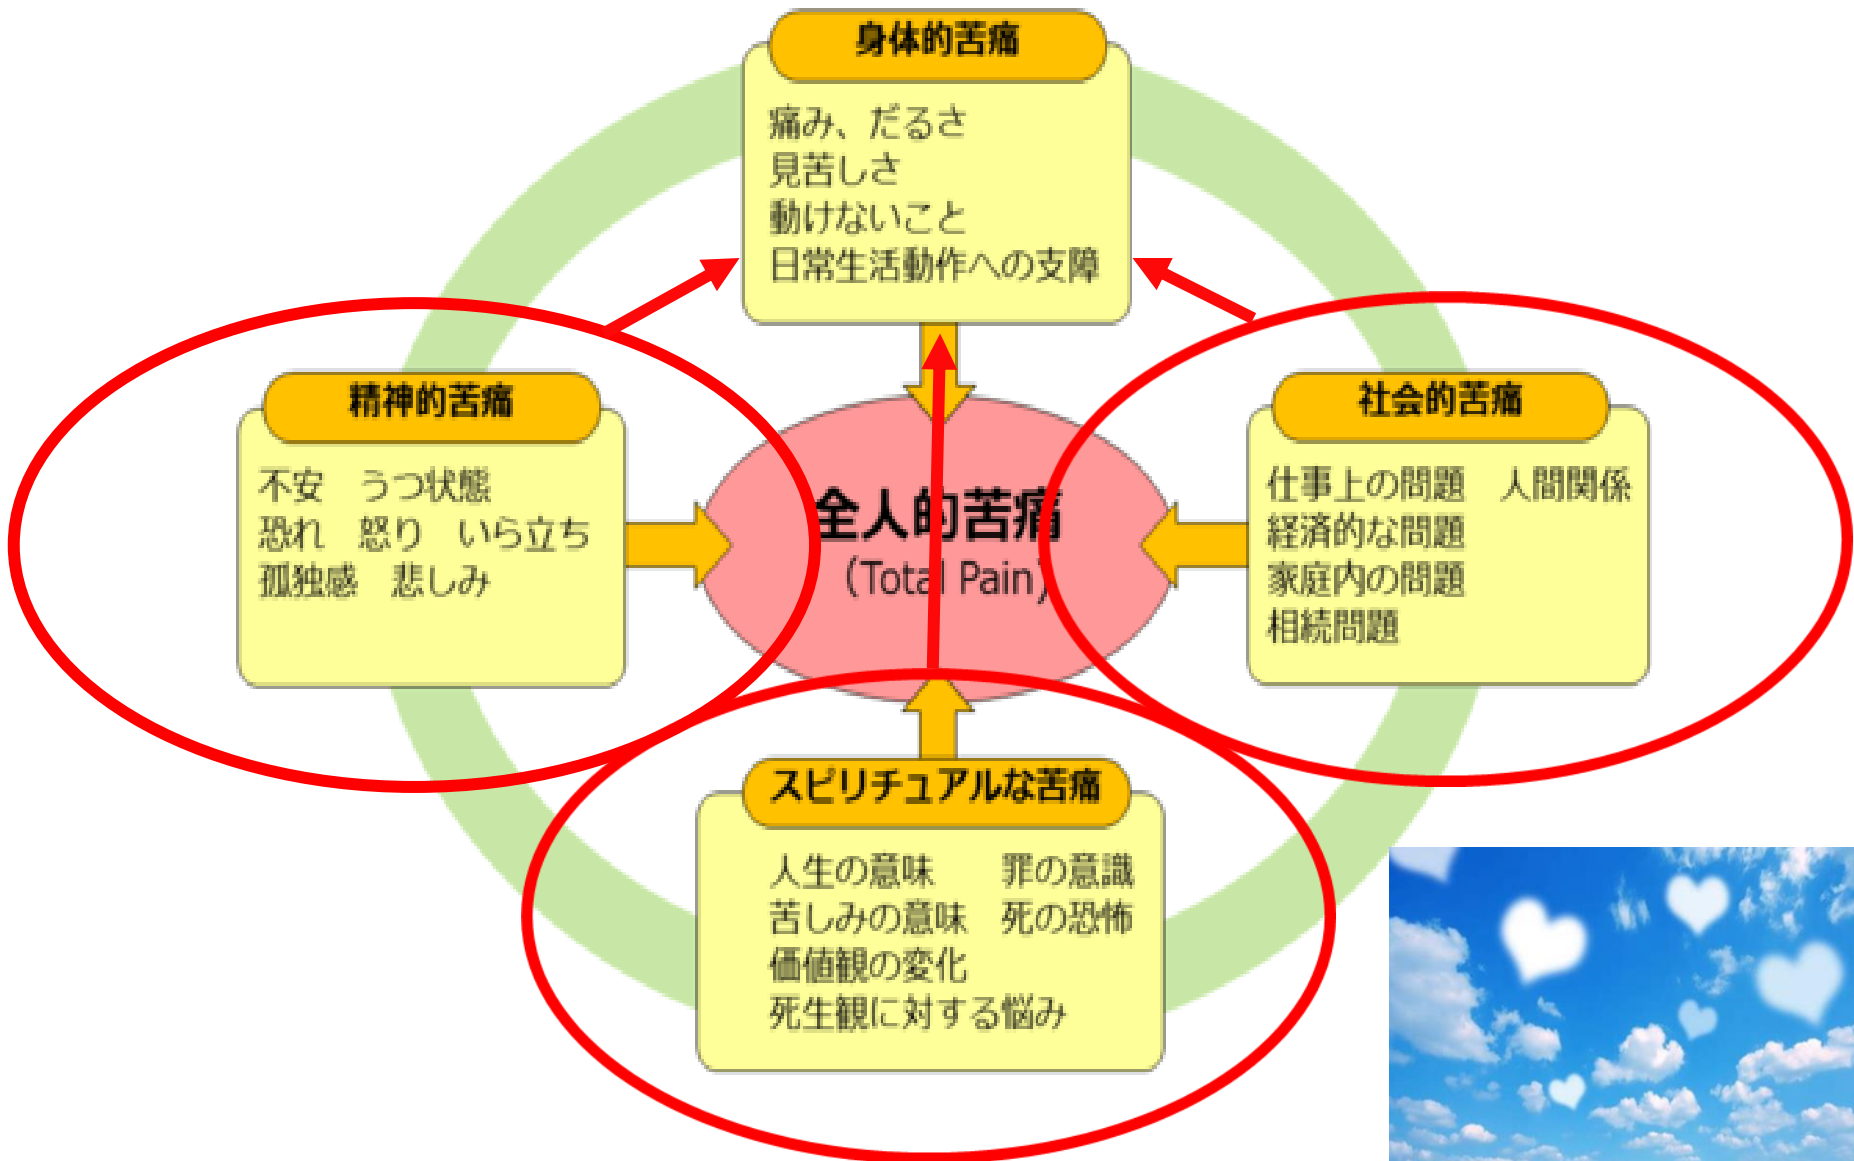 身体的苦痛
痛み、だるさ
見苦しさ
動けないこと
日常生活動作への支障
精神的苦痛
不安　うつ状態
恐れ　怒り　いら立ち
孤独感　悲しみ
全人的苦痛
（Total Pain）
社会的苦痛
仕事上の問題　人間関係
経済的な問題
家庭内の問題
相続問題
スピリチュアルな苦痛
人生の意味　　罪の意識
苦しみの意味　死の恐怖
価値観の変化
死生観に対する悩み